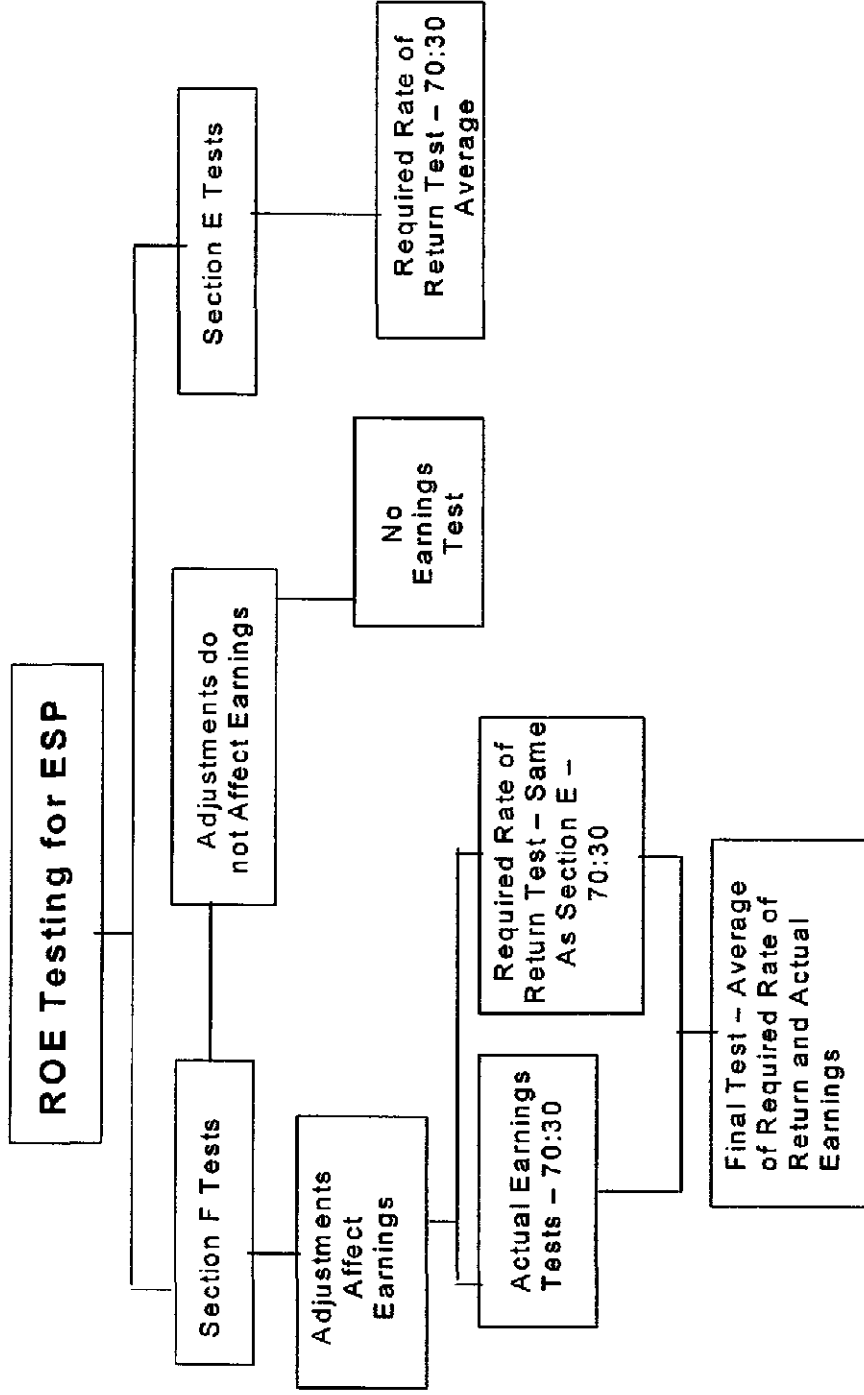 ROE Testing for ESP
Section F Tests
Adjustments do
not Affect Earnings
Section E Tests
Adjustments
Affect
Earnings
No
Earnings
Test
Required Rate of
Return Test – 70:30
Average
Actual Earnings
Tests – 70:30
Required Rate of
Return Test – Same
As Section E –
70:30
Final Test – Average
of Required Rate of
Return and Actual
Earnings